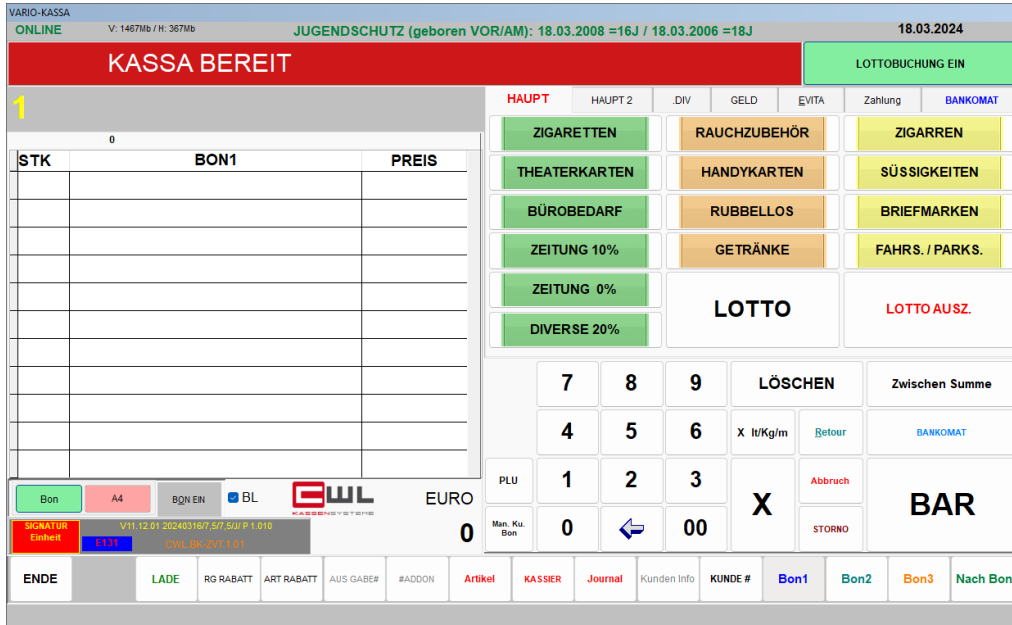 VARIO-KASSA
ONLINE V: 1467Mb / H: 367Mb JUGENDSCHUTZ (geboren VOR/AM): 18.03.2008 =16J / 18.03.2006 =18J 18.03.2024
KASSA BEREIT LOTTOBUCHUNG EIN
1 HAUPT HAUPT 2 .DIV GELD EVITA Zahlung BANKOMAT
0
STK BON1 PREIS
ZIGARETTEN RAUCHZUBEHÖR ZIGARREN
THEATERKARTEN HANDYKARTEN SÜSSIGKEITEN
BÜROBEDARF RUBBELLOS BRIEFMARKEN
ZEITUNG 10% GETRÄNKE FAHRS. / PARKS.
ZEITUNG 0%
LOTTO LOTTO AUSZ.
DIVERSE 20%
7 8 9 LÖSCHEN Zwischen Summe
4 5 6 X lt/Kg/m Retour BANKOMAT
PLU 1 2 3 X Abbruch BAR
Man. Ku. Bon 0 00 STORNO
Bon A4 BON EIN BL CWL EURO
KASSENSYSTEME
SIGNATUR Einheit V11.12.01 20240316/7,5/7,5/J/ P 1.010 0
E131 CWL BK-ZVT.1.01
ENDE LADE RG RABATT ART RABATT AUS GABE# #ADDON Artikel KASSIER Journal Kunden Info KUNDE # Bon1 Bon2 Bon3 Nach Bon